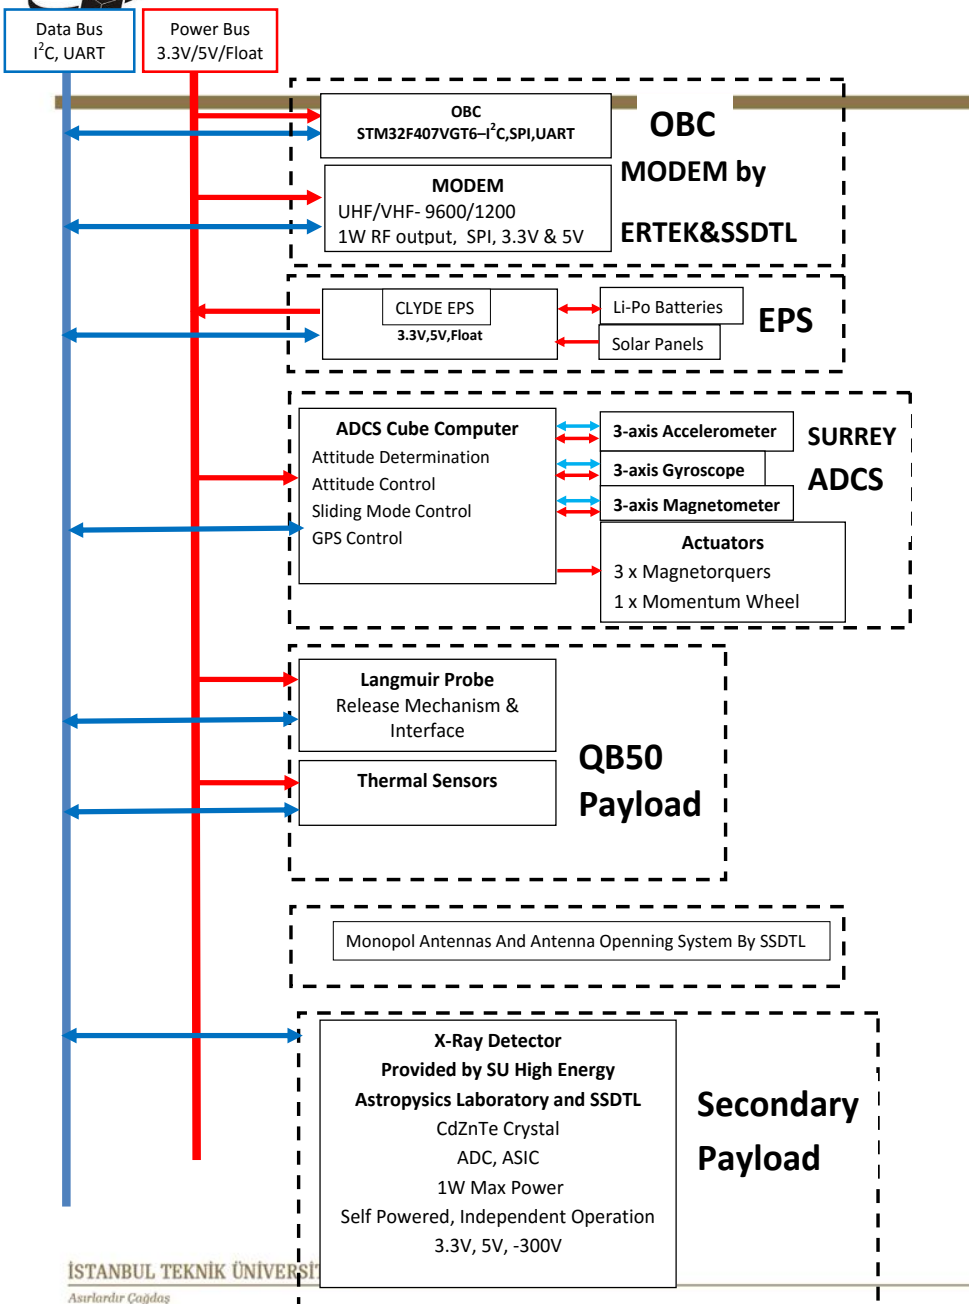 Data Bus
I²C, UART
Power Bus
3.3V/5V/Float
OBC
STM32F407VGT6–I²C,SPI,UART
MODEM
UHF/VHF- 9600/1200
1W RF output, SPI, 3.3V & 5V
OBC
MODEM by
ERTEK&SSDTL
CLYDE EPS
3.3V,5V,Float
Li-Po Batteries
Solar Panels
EPS
ADCS Cube Computer
Attitude Determination
Attitude Control
Sliding Mode Control
GPS Control
3-axis Accelerometer
3-axis Gyroscope
3-axis Magnetometer
Actuators
3 x Magnetorquers
1 x Momentum Wheel
SURREY
ADCS
Langmuir Probe
Release Mechanism &
Interface
Thermal Sensors
QB50
Payload
Monopol Antennas And Antenna Openning System By SSDTL
X-Ray Detector
Provided by SU High Energy
Astropysics Laboratory and SSDTL
CdZnTe Crystal
ADC, ASIC
1W Max Power
Self Powered, Independent Operation
3.3V, 5V, -300V
Secondary
Payload
İSTANBUL TEKNİK ÜNİVERSİT
Asırlardır Çağdaş